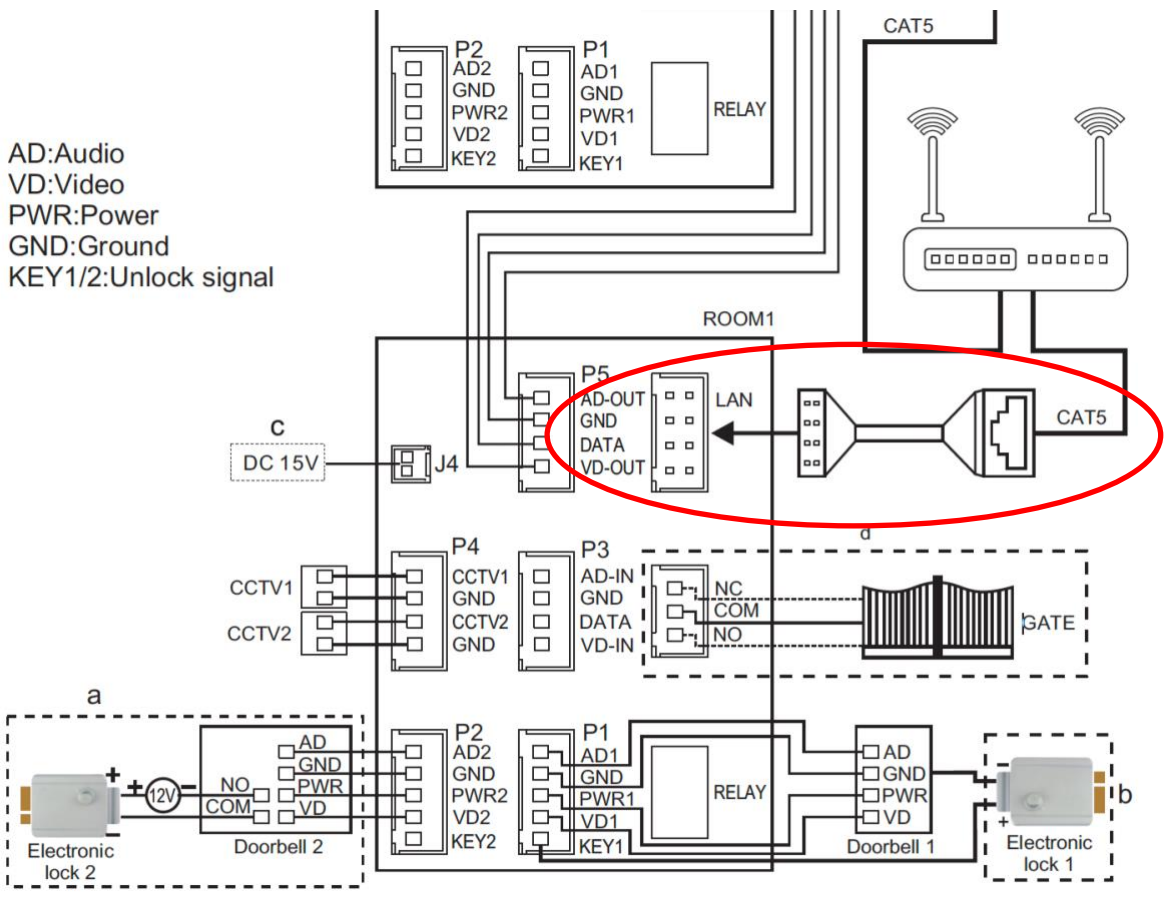 CAT5
P2
AD2
GND
PWR2
VD2
KEY2
P1
AD1
GND
PWR1
VD1
KEY1
RELAY
AD:Audio
VD:Video
PWR:Power
GND:Ground
KEY1/2:Unlock signal
ROOM1
P5
AD-OUT
GND
DATA
VD-OUT
LAN
CAT5
c
DC 15V
J4
d
P4
CCTV1
GND
CCTV2
GND
CCTV1
CCTV2
P3
AD-IN
GND
DATA
VD-IN
NC
COM
NO
GATE
a
+
+
12V
-
-
NO
COM
AD
GND
PWR
VD
Electronic
lock 2
Doorbell 2
P2
AD2
GND
PWR2
VD2
KEY2
P1
AD1
GND
PWR1
VD1
KEY1
RELAY
AD
GND
PWR
VD
Doorbell 1
-
+
b
Electronic
lock 1